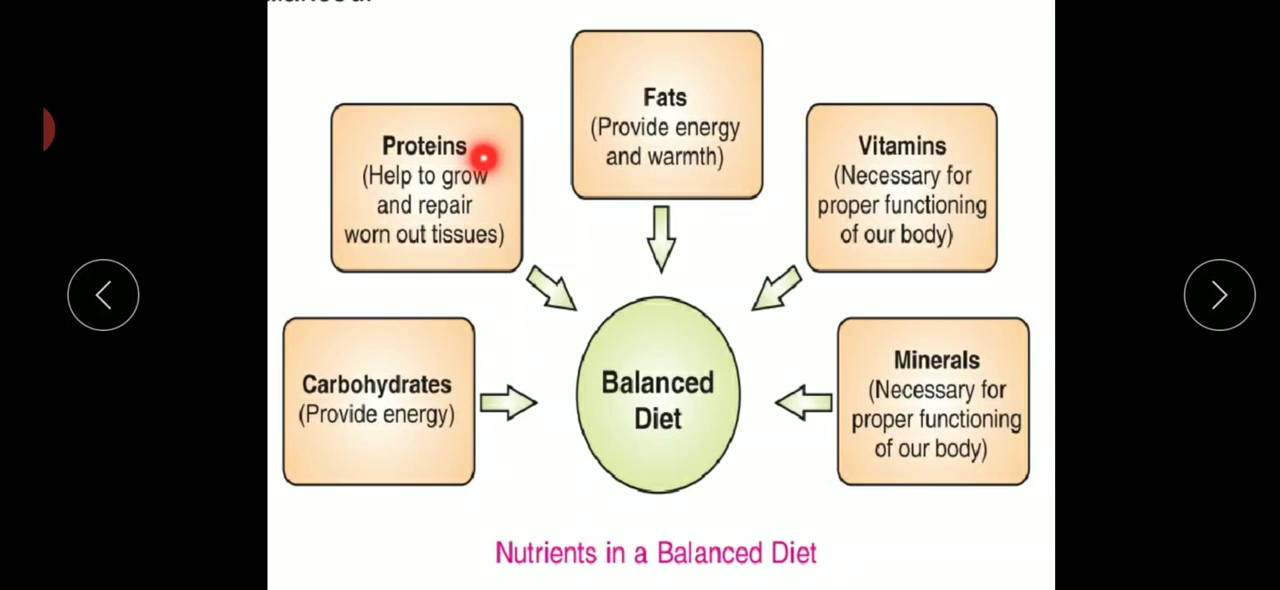 Fats
(Provide energy
and warmth)
Proteins
(Help to grow
and repair
worn out tissues)
Vitamins
(Necessary for
proper functioning
of our body)
Carbohydrates
(Provide energy)
Balanced
Diet
Minerals
(Necessary for
proper functioning
of our body)
Nutrients in a Balanced Diet